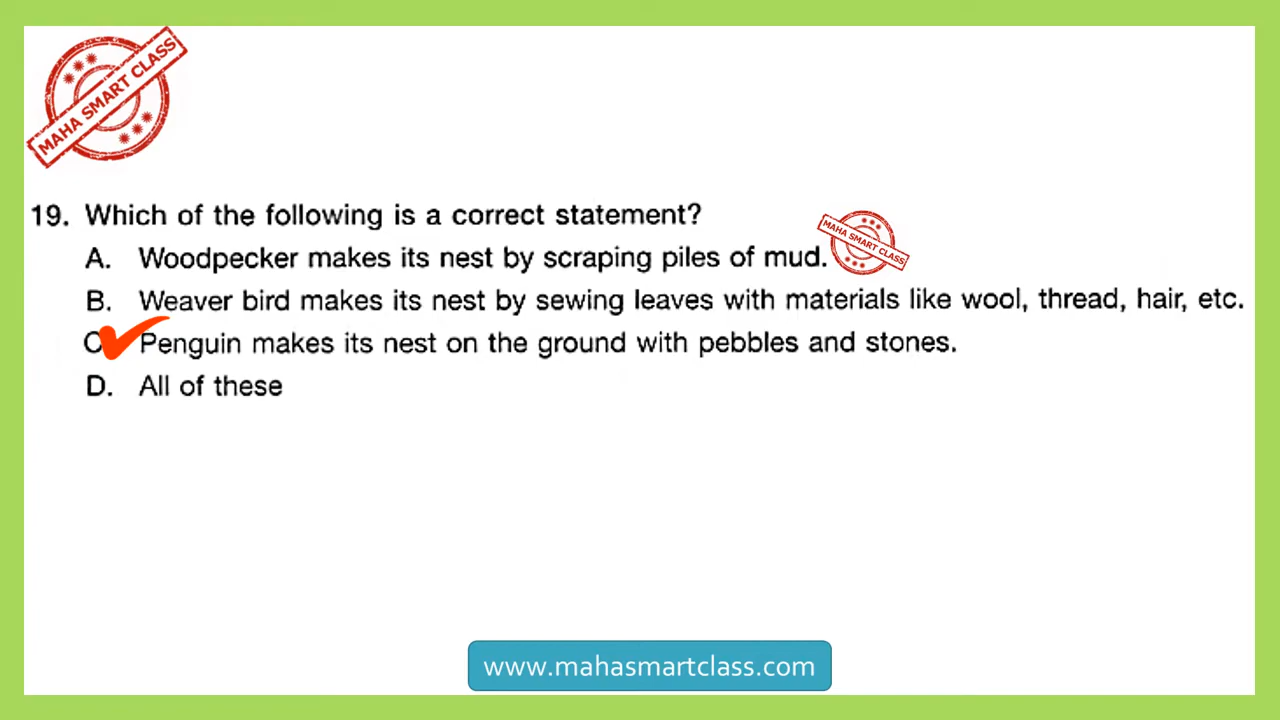 MAHA SMART CLASS
19. Which of the following is a correct statement?
A. Woodpecker makes its nest by scraping piles of mud.
MAHA SMART CLASS
B. Weaver bird makes its nest by sewing leaves with materials like wool, thread, hair, etc.
C Penguin makes its nest on the ground with pebbles and stones.
D. All of these
www.mahasmartclass.com